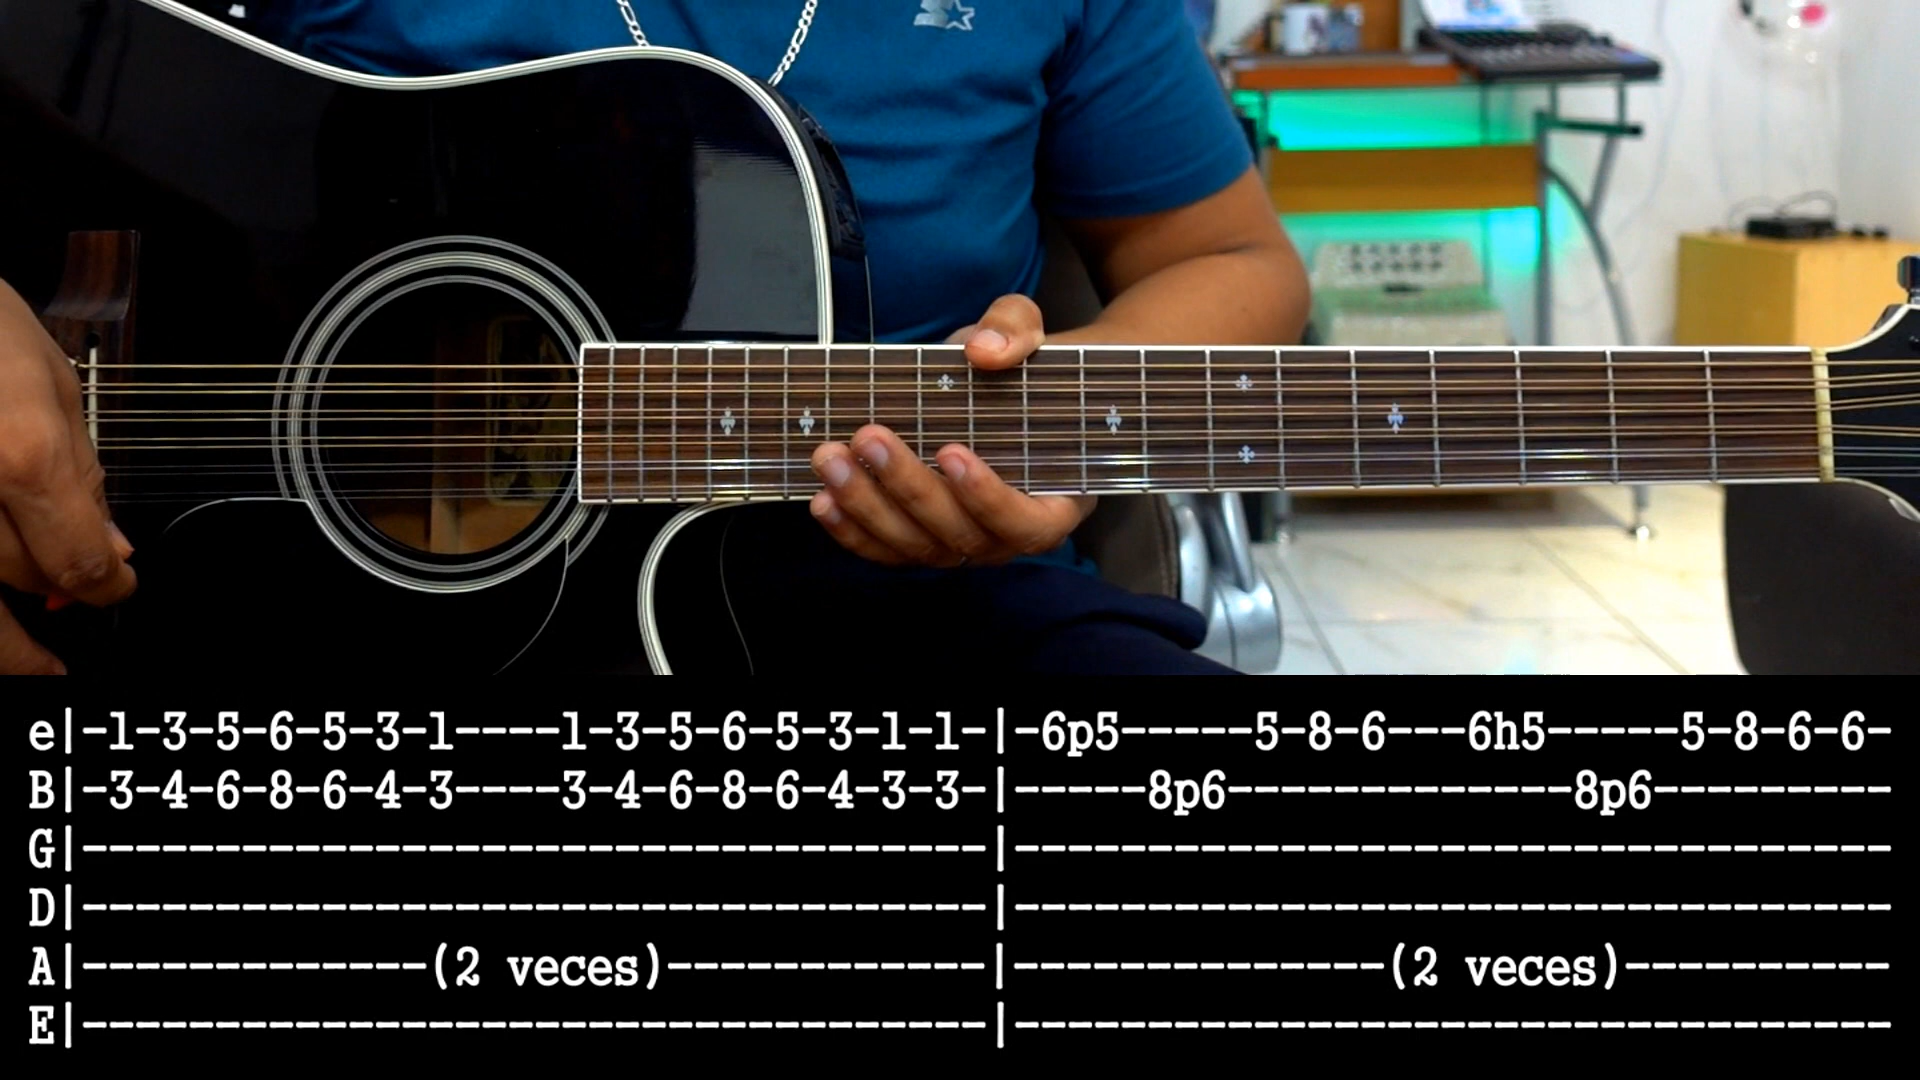 e|-1-3-5-6-5-3-1----1-3-5-6-5-3-1-1-|-6p5-----5-8-6---6h5-----5-8-6-6-
B|-3-4-6-8-6-4-3----3-4-6-8-6-4-3-3-|-----8p6-------------8p6---------
G|----------------------------------|---------------------------------
D|----------------------------------|---------------------------------
A|-------------(2 veces)------------|--------------(2 veces)----------
E|----------------------------------|---------------------------------